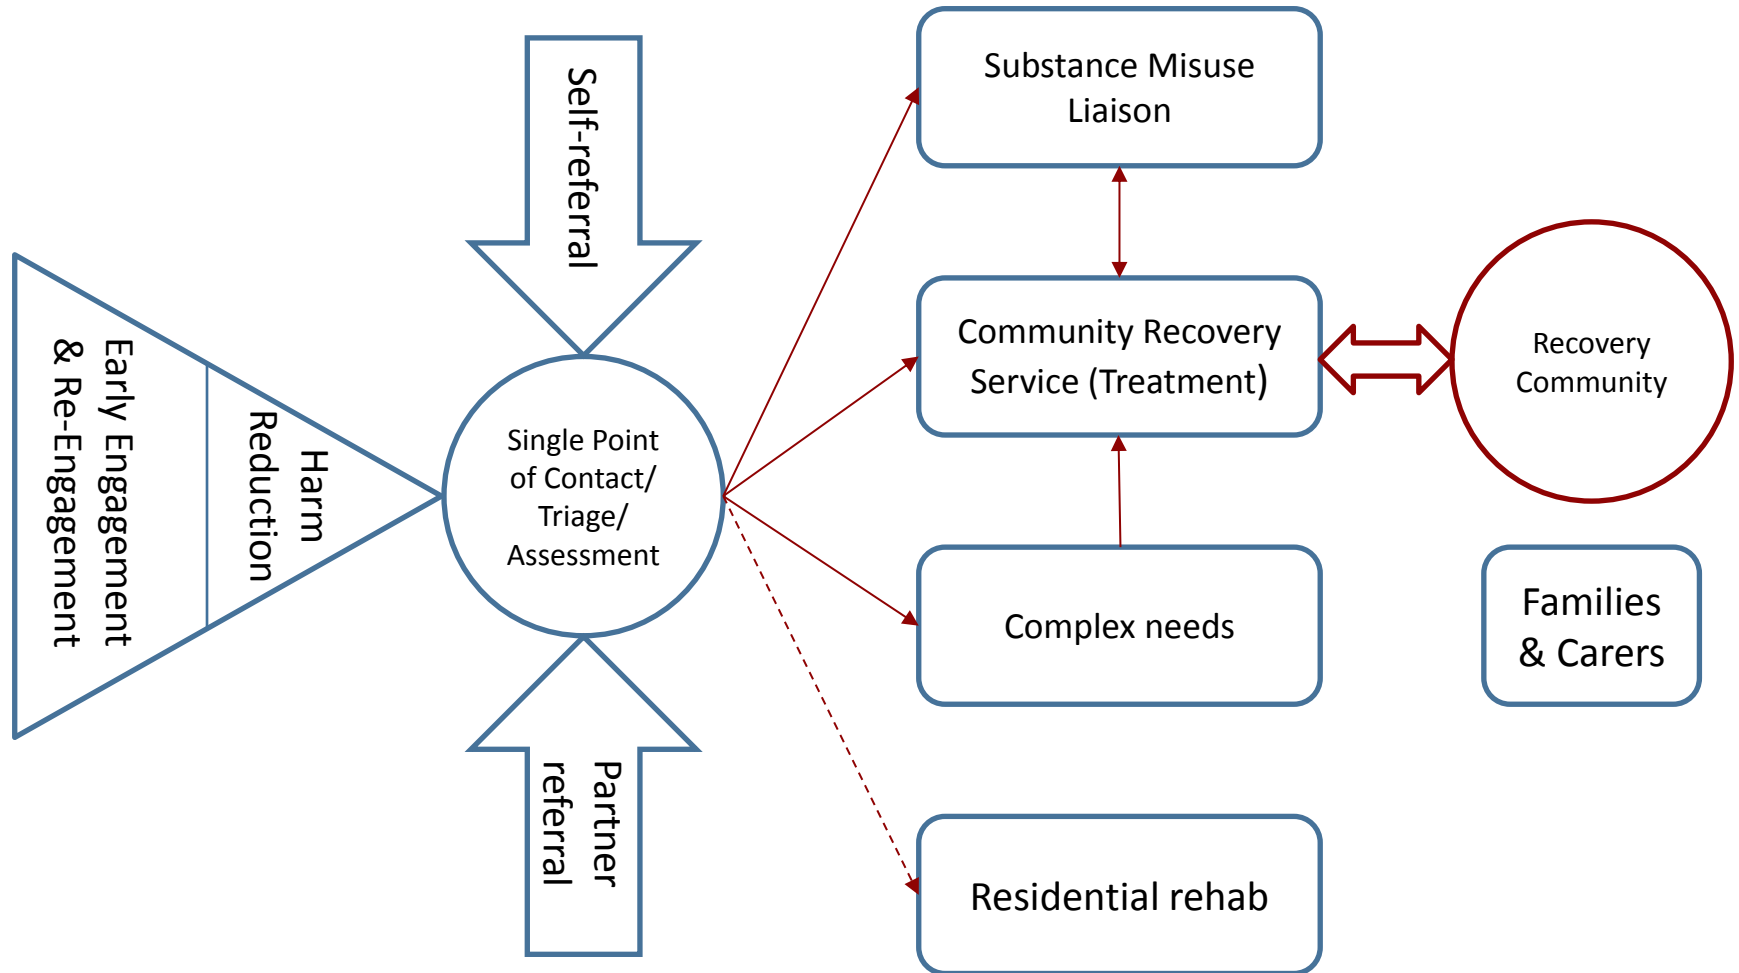 Early Engagement
& Re-Engagement
Harm
Reduction
Self-referral
Single Point
of Contact/
Triage/
Assessment
Partner
referral
Substance Misuse
Liaison
Community Recovery
Service (Treatment)
Complex needs
Residential rehab
Recovery
Community
Families
& Carers